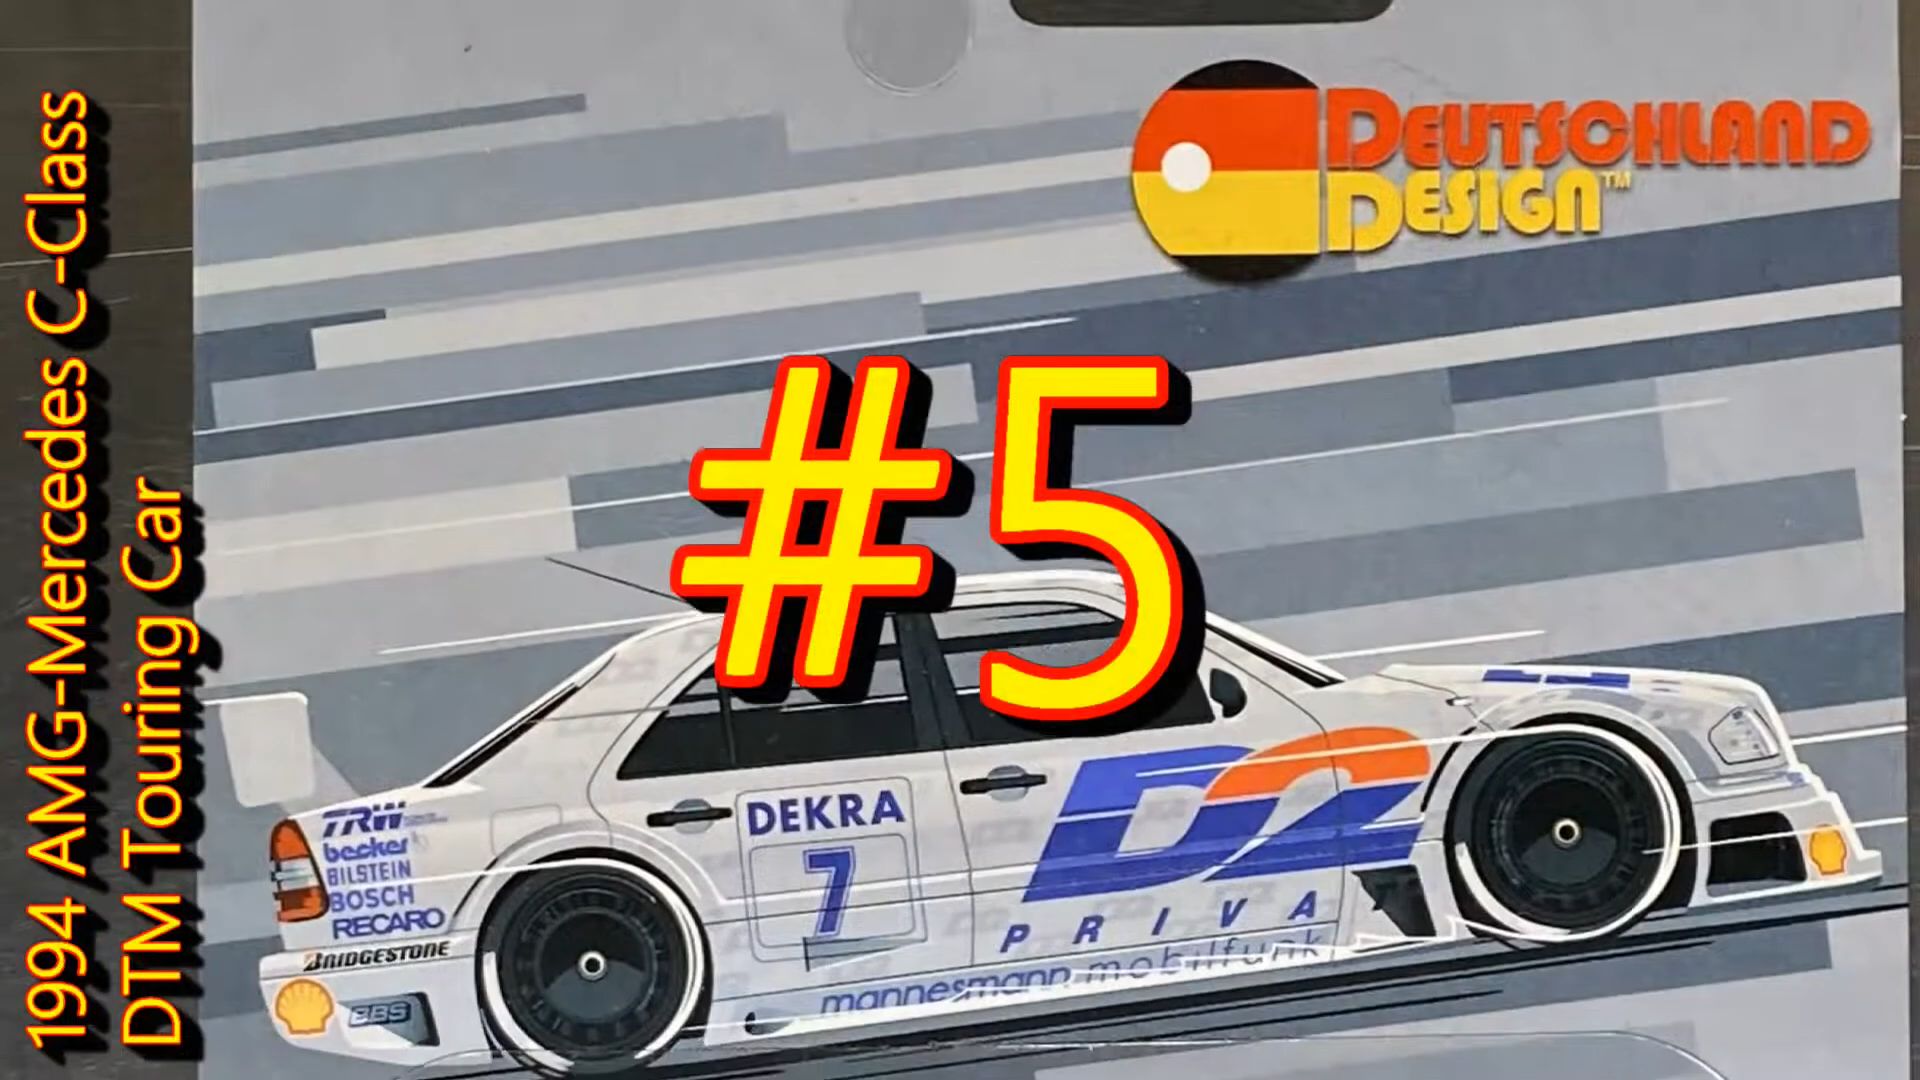 1994 AMG-Mercedes C-Class
DTM Touring Car
DEUTSCHLAND
DESIGN™
#5
TRW
becker
BILSTEIN
BOSCH
RECARO
BRIDGESTONE
BBS
DEKRA
7
D2
PRIVA
mannesmann mobilfunk